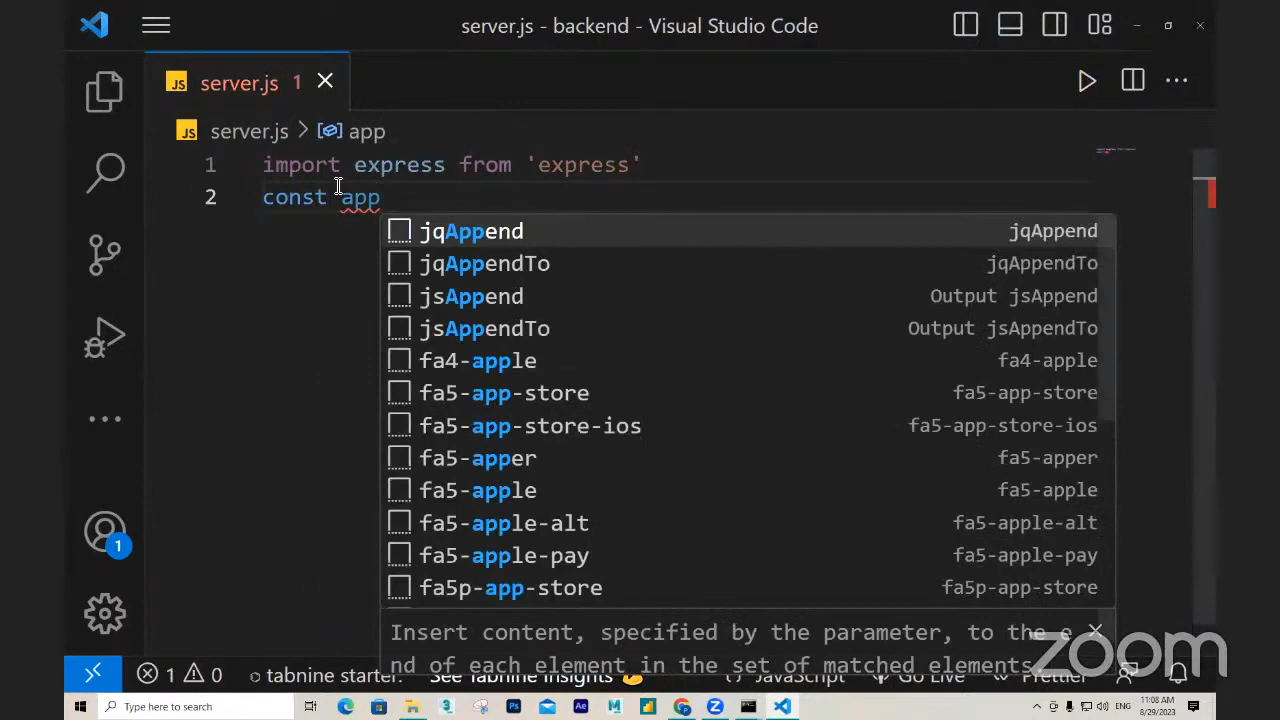 server.js - backend - Visual Studio Code
JS server.js 1
JS server.js > app
1 import express from 'express'
2 const app
jqAppend jqAppend
jqAppendTo jqAppendTo
jsAppend Output jsAppend
jsAppendTo Output jsAppendTo
fa4-apple fa4-apple
fa5-app-store fa5-app-store
fa5-app-store-ios fa5-app-store-ios
fa5-apper fa5-apper
fa5-apple fa5-apple
fa5-apple-alt fa5-apple-alt
fa5-apple-pay fa5-apple-pay
fa5p-app-store fa5p-app-store
Insert content, specified by the parameter, to the e
nd of each element in the set of matched elements.
1
zoom
1 0 tabnine starter See Tabnine Insights {} JavaScript Go Live Prettier
Type here to search
11:08 AM
8/29/2023